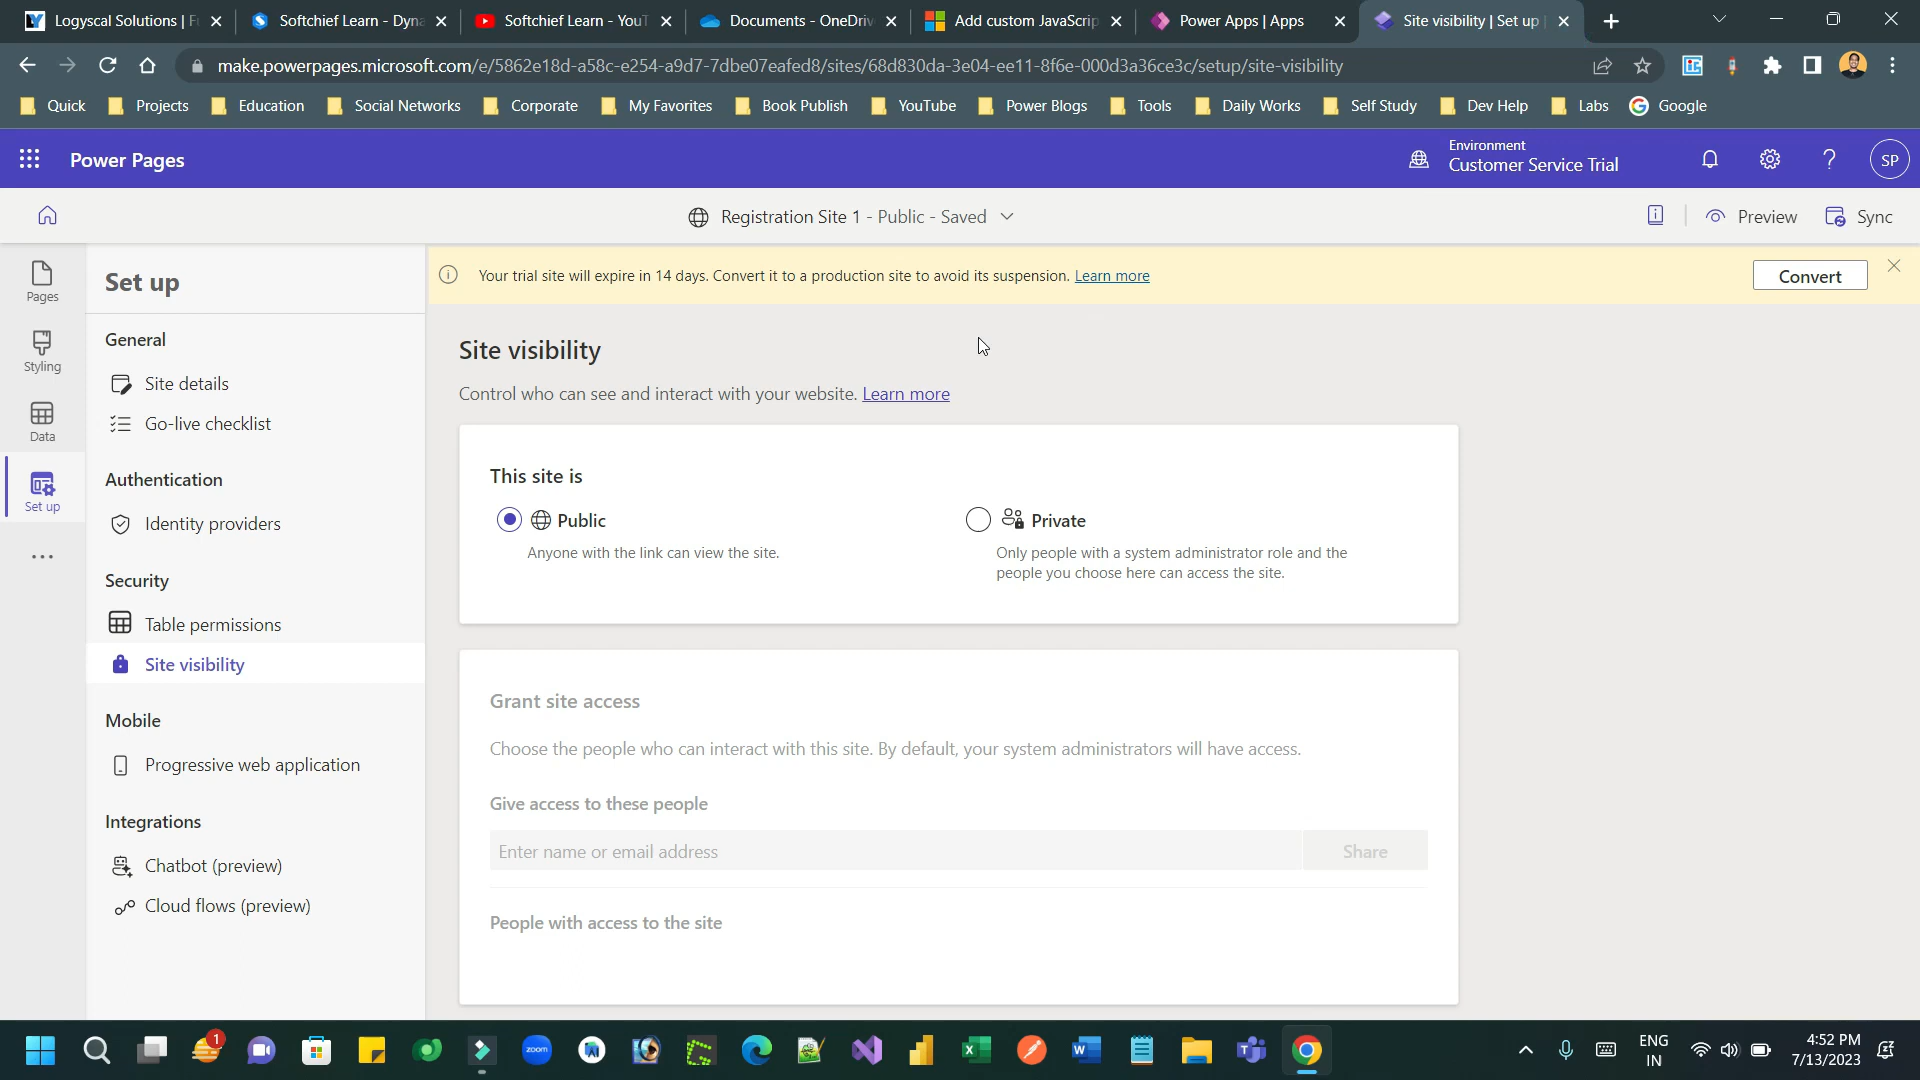 Logyscal Solutions | F
Softchief Learn - Dyna
Softchief Learn - YouT
Documents - OneDriv
Add custom JavaScrip
Power Apps | Apps
Site visibility | Set up |
make.powerpages.microsoft.com/e/5862e18d-a58c-e254-a9d7-7dbe07eafed8/sites/68d830da-3e04-ee11-8f6e-000d3a36ce3c/setup/site-visibility
Quick
Projects
Education
Social Networks
Corporate
My Favorites
Book Publish
YouTube
Power Blogs
Tools
Daily Works
Self Study
Dev Help
Labs
Google
Power Pages
Environment
Customer Service Trial
SP
Registration Site 1 - Public - Saved
Preview
Sync
Pages
Styling
Data
Set up
Set up
General
Site details
Go-live checklist
Authentication
Identity providers
Security
Table permissions
Site visibility
Mobile
Progressive web application
Integrations
Chatbot (preview)
Cloud flows (preview)
Your trial site will expire in 14 days. Convert it to a production site to avoid its suspension. Learn more
Convert
Site visibility
Control who can see and interact with your website. Learn more
This site is
Public
Anyone with the link can view the site.
Private
Only people with a system administrator role and the
people you choose here can access the site.
Grant site access
Choose the people who can interact with this site. By default, your system administrators will have access.
Give access to these people
Enter name or email address
Share
People with access to the site
1
zoom
ENG
IN
4:52 PM
7/13/2023